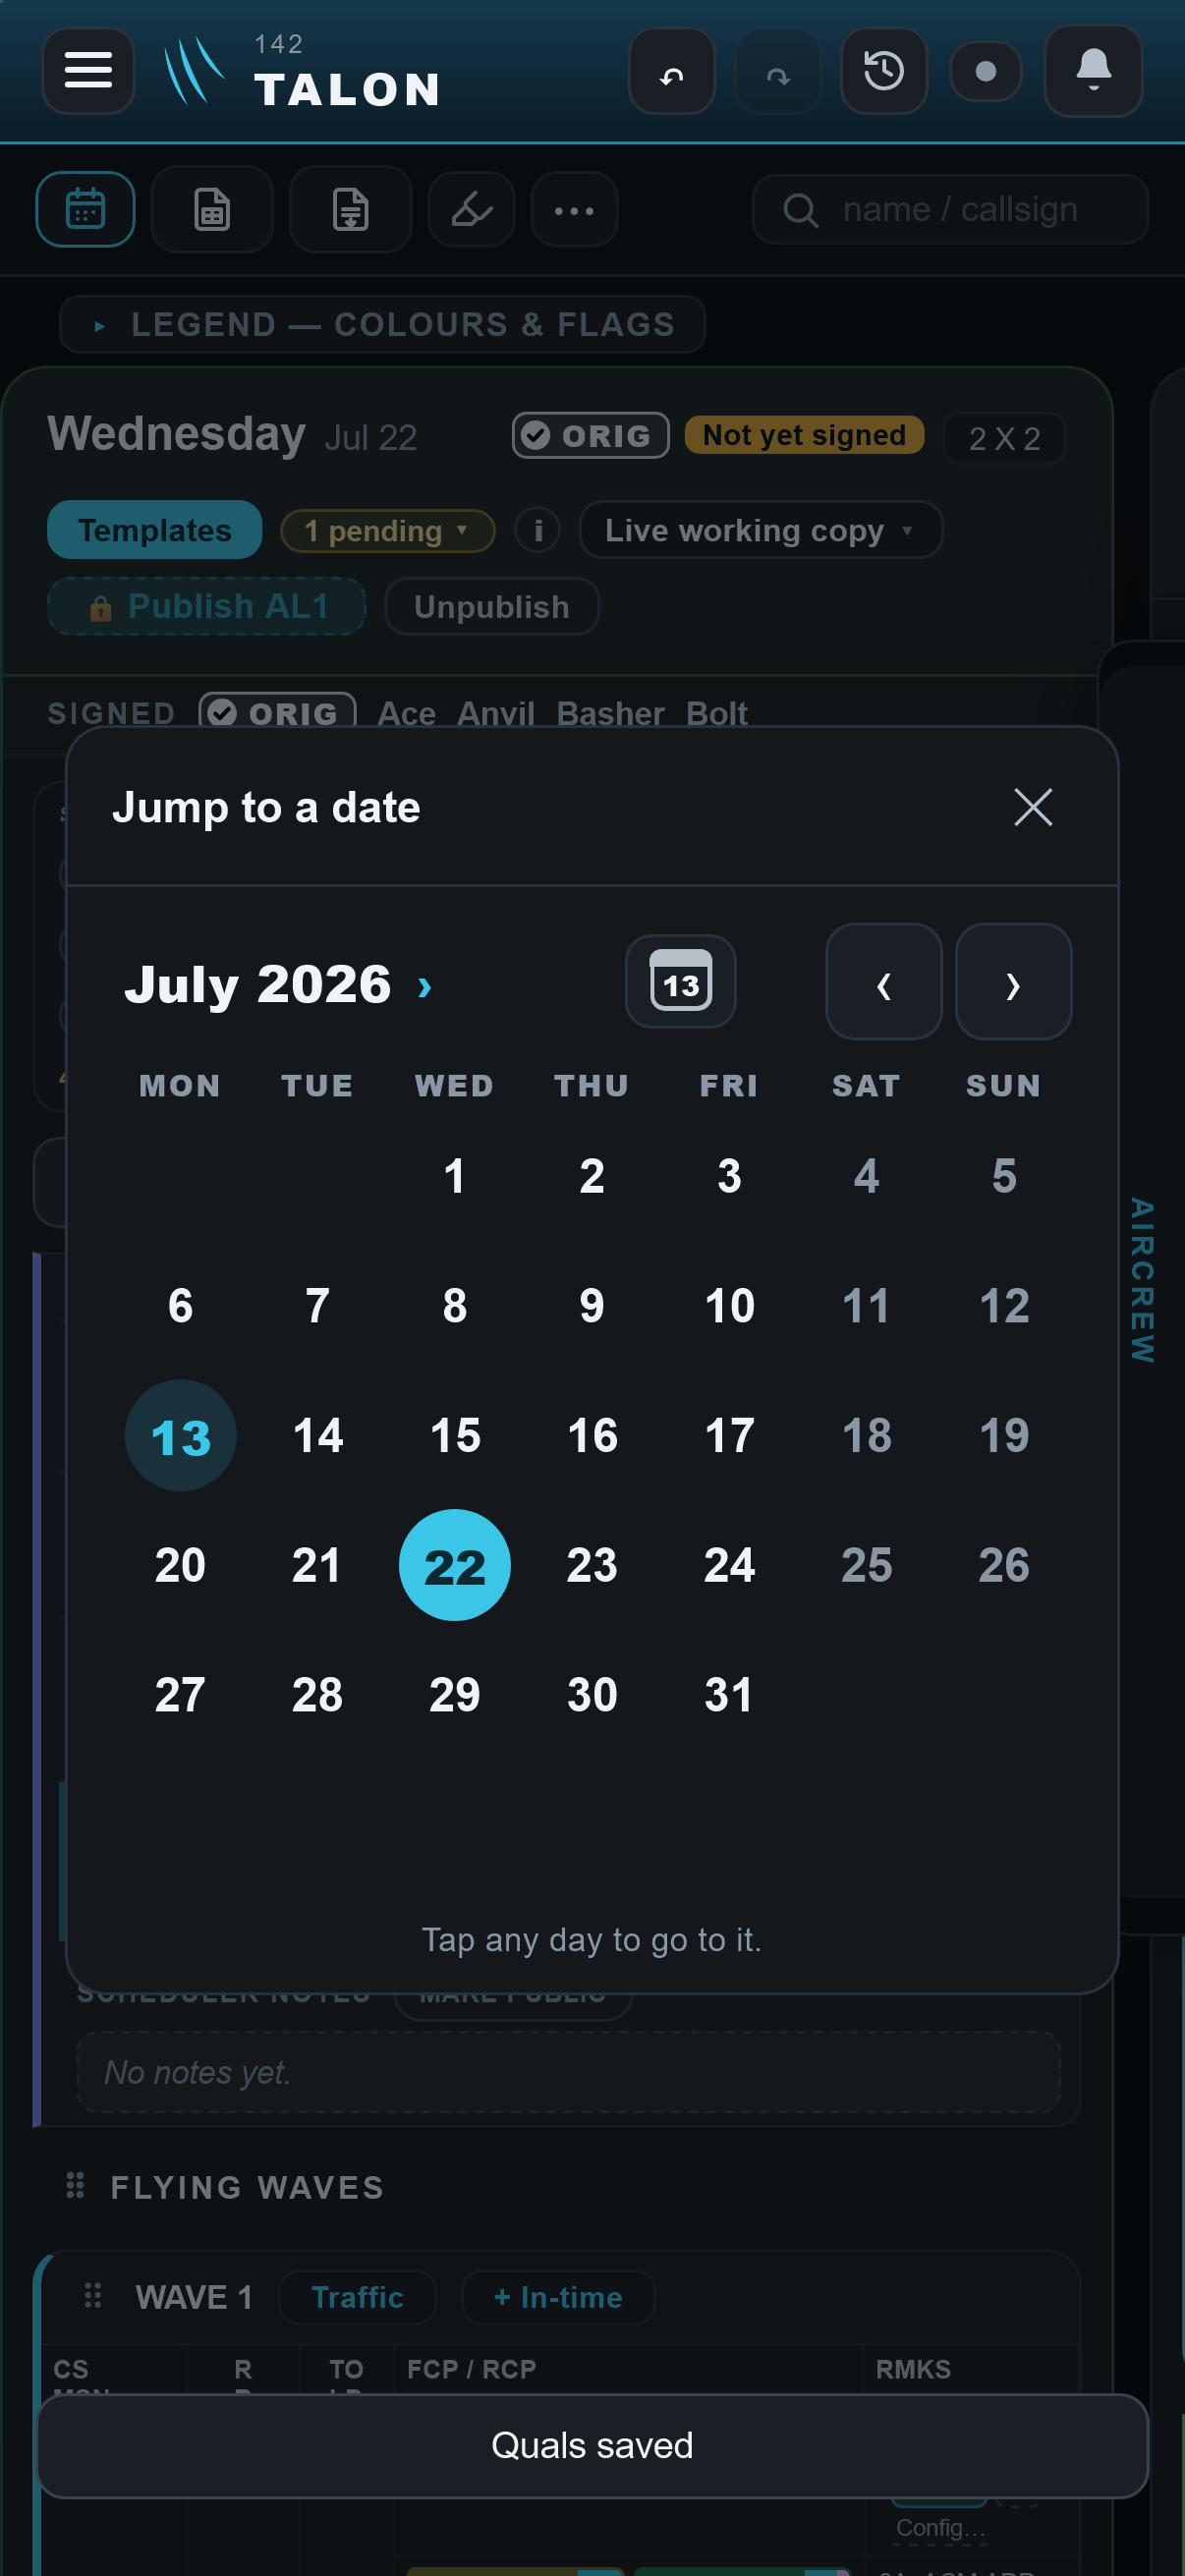 142
TALON
name / callsign
▸ LEGEND — COLOURS & FLAGS
Wednesday Jul 22 ORIG Not yet signed 2 X 2
Templates 1 pending ▾ i Live working copy ▾
Publish AL1 Unpublish
SIGNED ORIG Ace Anvil Basher Bolt
Jump to a date
July 2026 › 13 ‹ ›
MON TUE WED THU FRI SAT SUN
1 2 3 4 5
6 7 8 9 10 11 12
13 14 15 16 17 18 19
20 21 22 23 24 25 26
27 28 29 30 31
AIRCREW
Tap any day to go to it.
SCHEDULER NOTES MAKE PUBLIC
No notes yet.
FLYING WAVES
WAVE 1 Traffic + In-time
CS R TO FCP / RCP RMKS
Quals saved
Config...